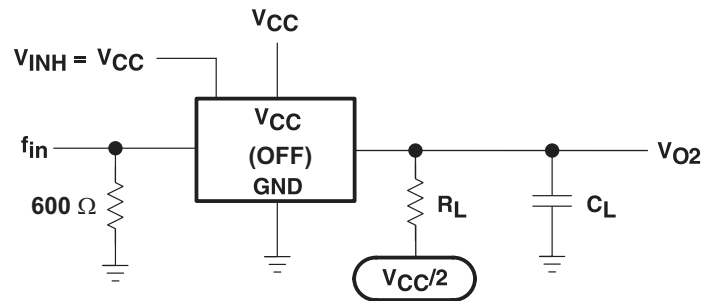 VCC
VINH = VCC
VCC
(OFF)
GND
fin
VO2
600 Ω
RL
CL
VCC/2